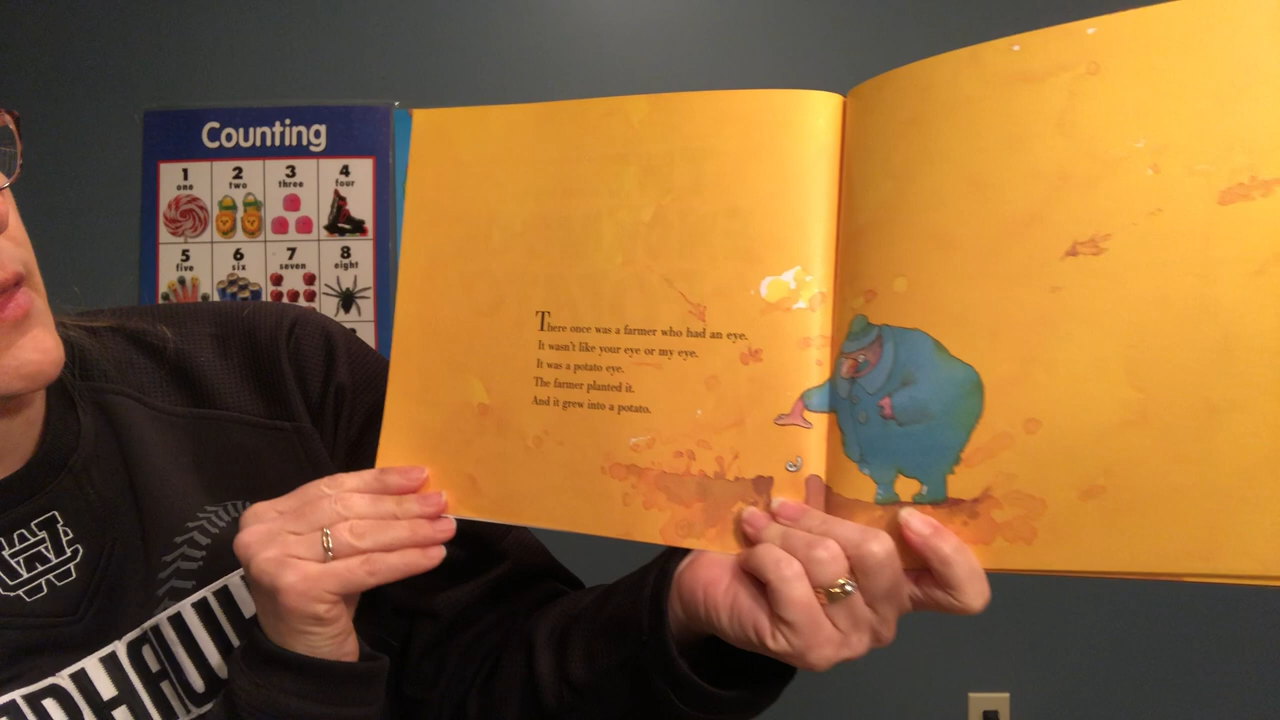 Counting
1 2 3 4
one two three four
5 6 7 8
five six seven eight
There once was a farmer who had an eye.
It wasn't like your eye or my eye.
It was a potato eye.
The farmer planted it.
And it grew into a potato.
W